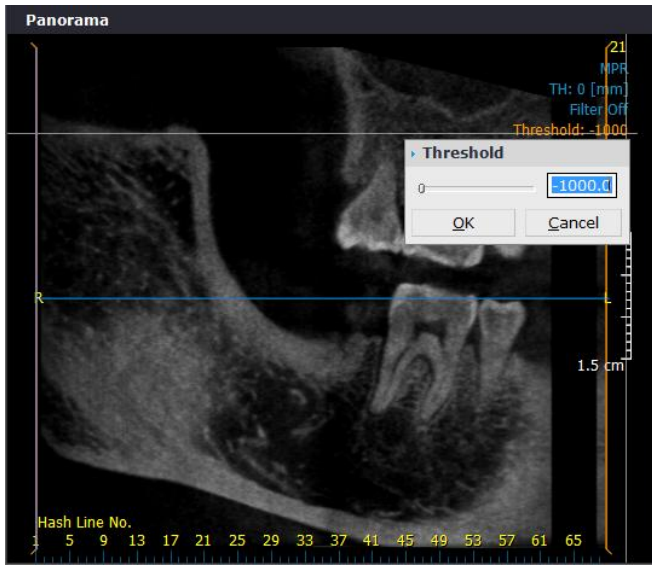 Panorama
21
MPR
TH: 0 [mm]
Filter Off
Threshold: -1000
Threshold
-1000.0
OK
Cancel
R
L
1.5 cm
Hash Line No.
1 5 9 13 17 21 25 29 33 37 41 45 49 53 57 61 65